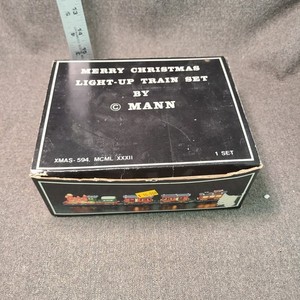 MERRY CHRISTMAS
LIGHT-UP TRAIN SET
BY
© MANN
XMAS-594. MCML XXXII
1 SET